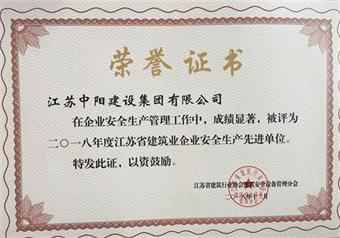 荣誉证书
江苏中阳建设集团有限公司
在企业安全生产管理工作中，成绩显著，被评为
二〇一八年度江苏省建筑业企业安全生产先进单位。
特发此证，以资鼓励。
江苏省建筑行业协会建筑安全设备管理分会